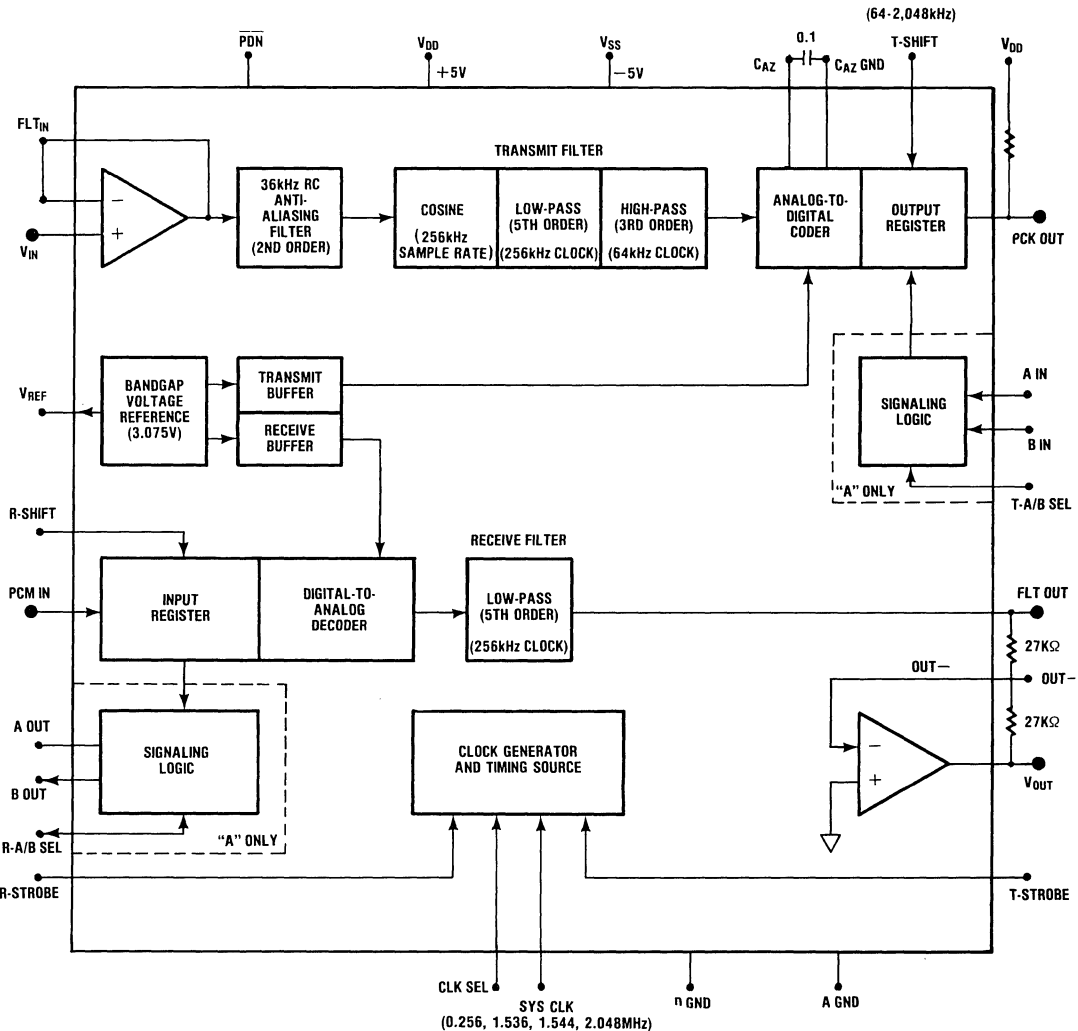 (64-2,048kHz)
PDN
VDD
+5V
VSS
-5V
0.1
CAZ
CAZ GND
T-SHIFT
VDD
FLTIN
VIN
-
+
36kHz RC
ANTI-
ALIASING
FILTER
(2ND ORDER)
TRANSMIT FILTER
COSINE
(256kHz
SAMPLE RATE)
LOW-PASS
(5TH ORDER)
(256kHz CLOCK)
HIGH-PASS
(3RD ORDER)
(64kHz CLOCK)
ANALOG-TO-
DIGITAL
CODER
OUTPUT
REGISTER
PCK OUT
VREF
BANDGAP
VOLTAGE
REFERENCE
(3.075V)
TRANSMIT
BUFFER
RECEIVE
BUFFER
SIGNALING
LOGIC
"A" ONLY
A IN
B IN
T-A/B SEL
R-SHIFT
PCM IN
INPUT
REGISTER
DIGITAL-TO-
ANALOG
DECODER
RECEIVE FILTER
LOW-PASS
(5TH ORDER)
(256kHz CLOCK)
FLT OUT
27KΩ
OUT-
OUT-
27KΩ
VOUT
-
+
A OUT
B OUT
R-A/B SEL
SIGNALING
LOGIC
"A" ONLY
CLOCK GENERATOR
AND TIMING SOURCE
R-STROBE
T-STROBE
CLK SEL
SYS CLK
(0.256, 1.536, 1.544, 2.048MHz)
D GND
A GND